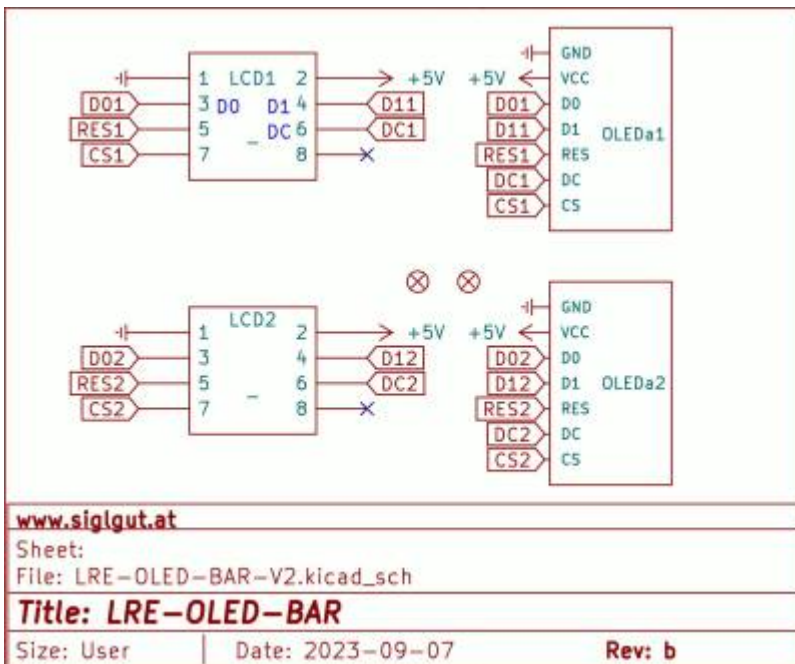 GND
1 LCD1 2 +5V +5V VCC
D01 3 D0 D1 4 D11 D01 D0
RES1 5 DC 6 DC1 D11 D1 OLEDa1
CS1 7 8 RES1 RES
DC1 DC
CS1 CS
GND
1 LCD2 2 +5V +5V VCC
D02 3 4 D12 D02 D0
RES2 5 6 DC2 D12 D1 OLEDa2
CS2 7 8 RES2 RES
DC2 DC
CS2 CS
www.siglgut.at
Sheet:
File: LRE-OLED-BAR-V2.kicad_sch
Title: LRE-OLED-BAR
Size: User Date: 2023-09-07 Rev: b